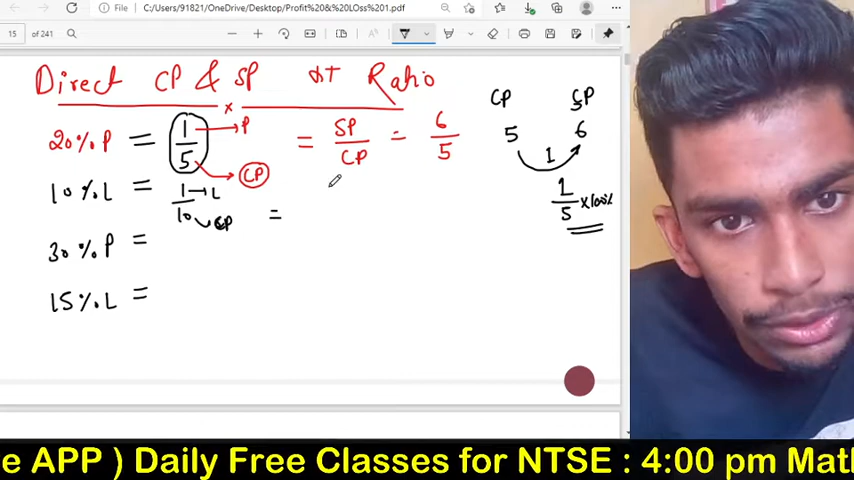 File C:/Users/91821/OneDrive/Desktop/Profit%20&%20LOss%201.pdf
15 of 241
Direct CP & SP
Ratio
20%P = 1/5 → P → CP = SP/CP = 6/5
10%L = 1/10 → L CP =
30%P =
15%L =
CP SP
5 6
1
1/5 ×100%
e APP ) Daily Free Classes for NTSE : 4:00 pm Mat